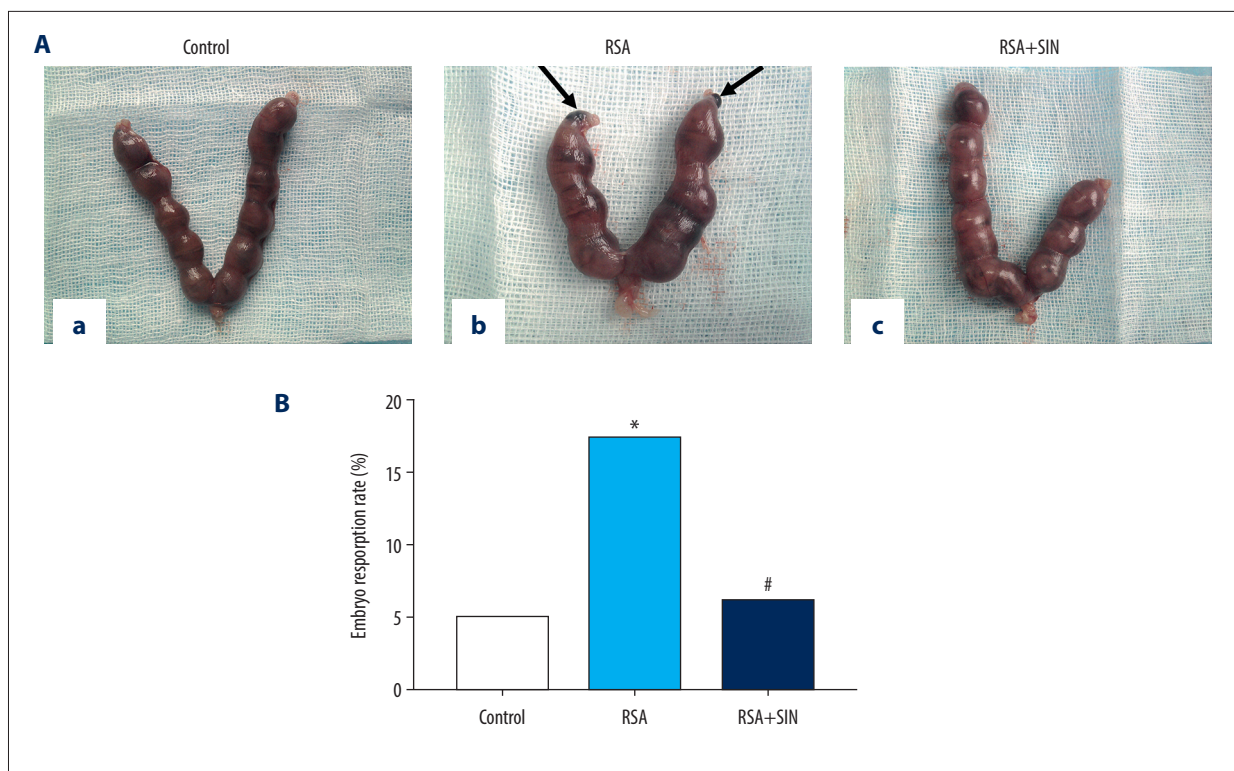 A
Control
RSA
RSA+SIN
a
b
c
B
Embryo resporption rate (%)
20
15
10
5
0
*
#
Control
RSA
RSA+SIN